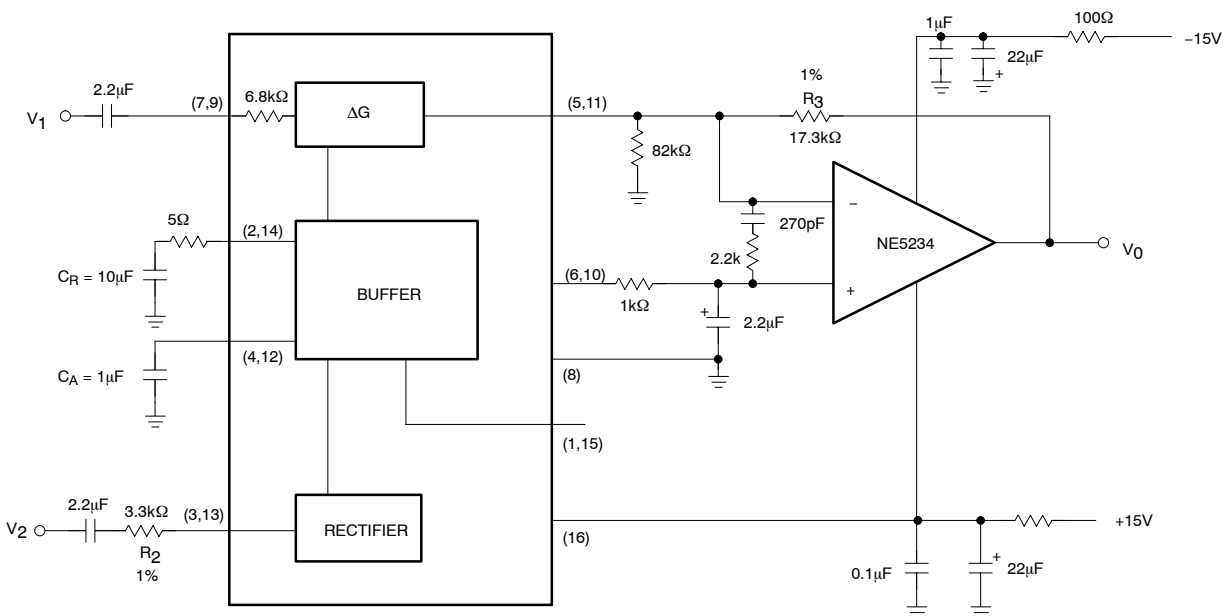 1μF
100Ω
−15V
22μF
+
2.2μF
(7,9)
6.8kΩ
ΔG
(5,11)
1%
R3
17.3kΩ
V1
82kΩ
5Ω
(2,14)
270pF
−
NE5234
V0
2.2k
CR = 10μF
BUFFER
(6,10)
1kΩ
+
+
2.2μF
(4,12)
CA = 1μF
(8)
(1,15)
2.2μF
3.3kΩ
(3,13)
V2
R2
1%
RECTIFIER
(16)
+15V
0.1μF
+
22μF